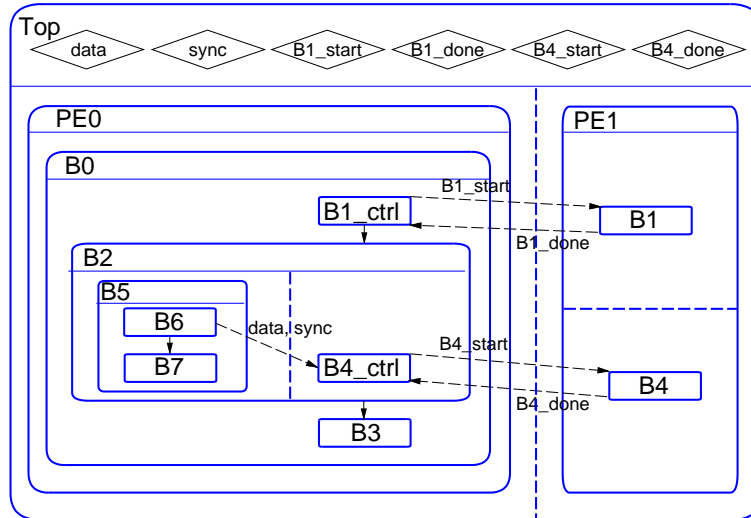 Top
data
sync
B1_start
B1_done
B4_start
B4_done
PE0
PE1
B0
B1_start
B1_ctrl
B1
B1_done
B2
B5
B6
data, sync
B4_start
B7
B4_ctrl
B4
B4_done
B3